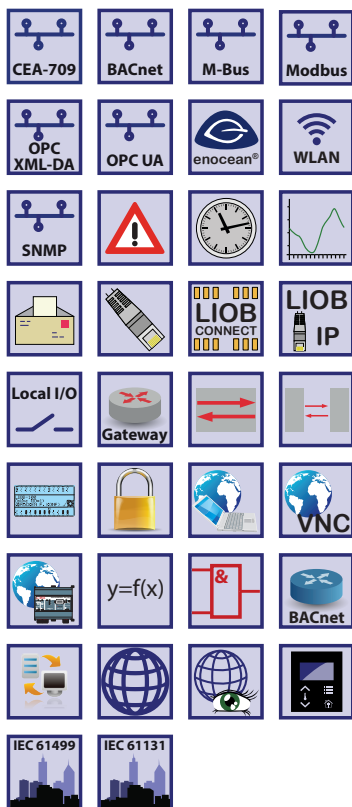 CEA-709
BACnet
M-Bus
Modbus
OPC
XML-DA
OPC UA
enocean®
WLAN
SNMP
LIOB
CONNECT
LIOB
IP
Local I/O
Gateway
VNC
y=f(x)
&
BACnet
IEC 61499
IEC 61131